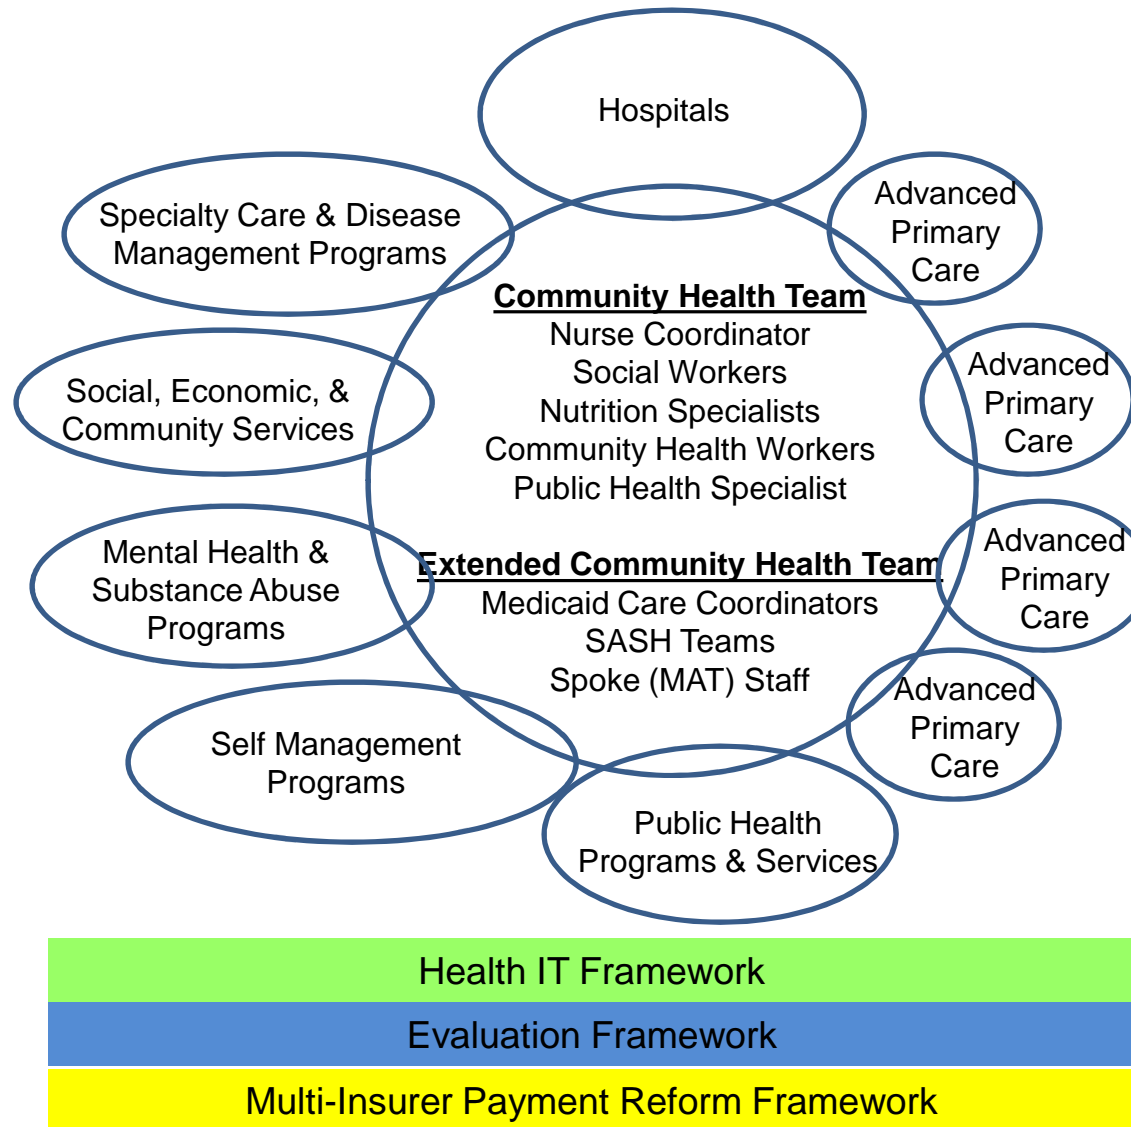 Hospitals
Specialty Care & Disease
Management Programs
Advanced
Primary
Care
Community Health Team
Nurse Coordinator
Social Workers
Nutrition Specialists
Community Health Workers
Public Health Specialist
Social, Economic, &
Community Services
Advanced
Primary
Care
Mental Health &
Substance Abuse
Programs
Extended Community Health Team
Medicaid Care Coordinators
SASH Teams
Spoke (MAT) Staff
Advanced
Primary
Care
Advanced
Primary
Care
Self Management
Programs
Public Health
Programs & Services
Health IT Framework
Evaluation Framework
Multi-Insurer Payment Reform Framework